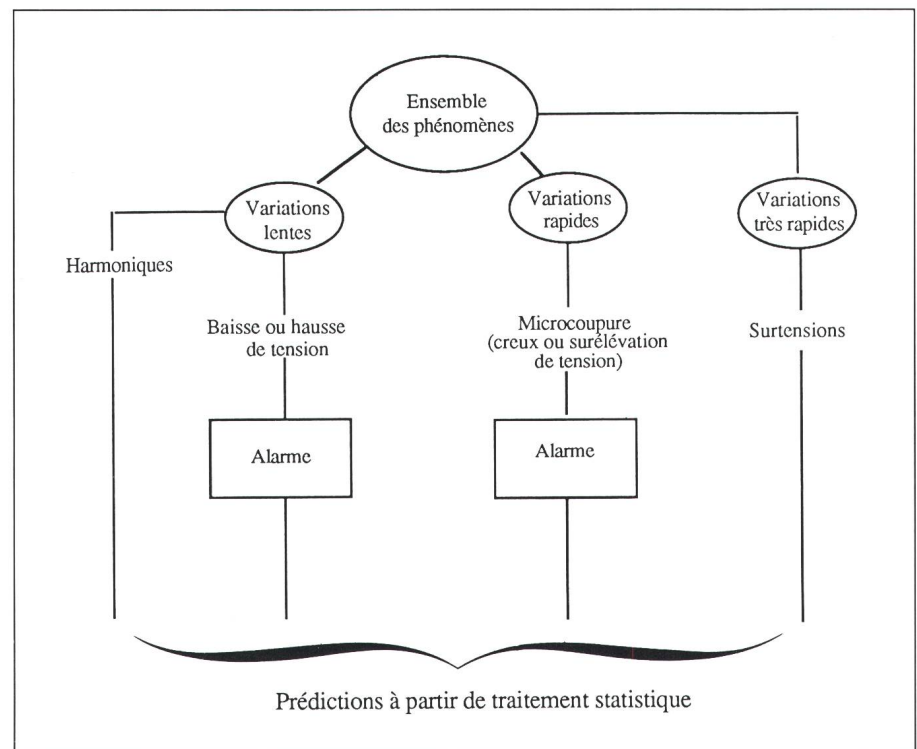 Ensemble
des phénomènes
Variations
lentes
Variations
rapides
Variations
très rapides
Harmoniques
Baisse ou hausse
de tension
Microcoupure
(creux ou surélévation
de tension)
Surtensions
Alarme
Alarme
Prédictions à partir de traitement statistique